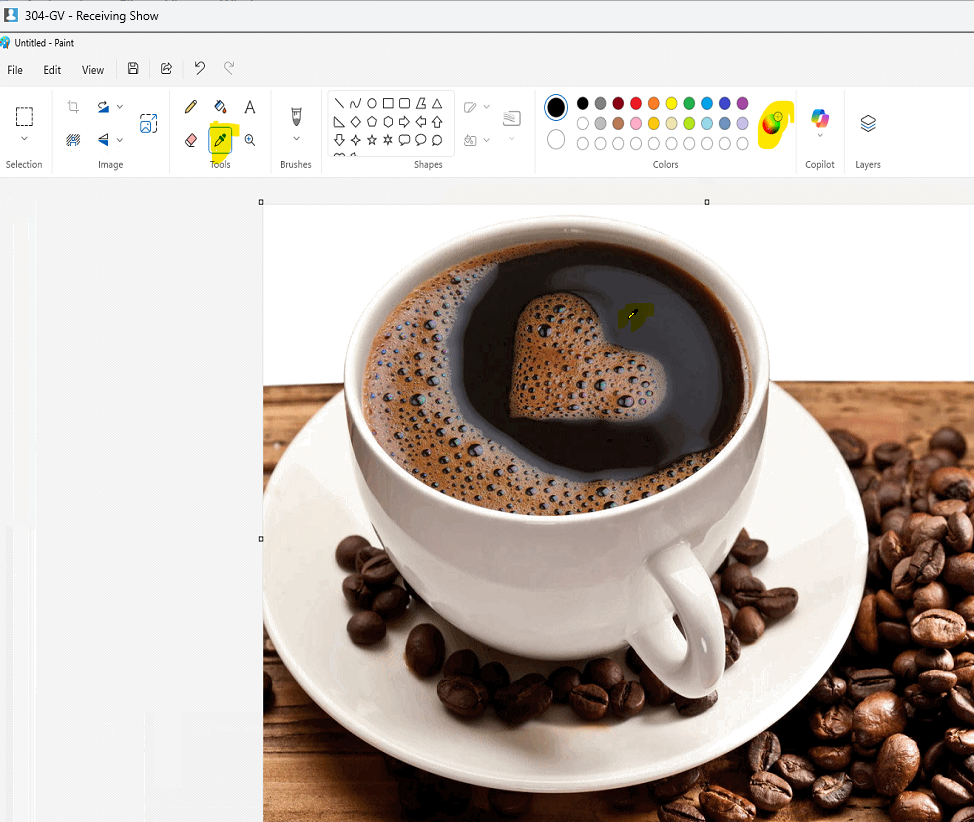 304-GV - Receiving Show
Untitled - Paint
File Edit View
A
Selection Image Tools Brushes Shapes Colors Copilot Layers